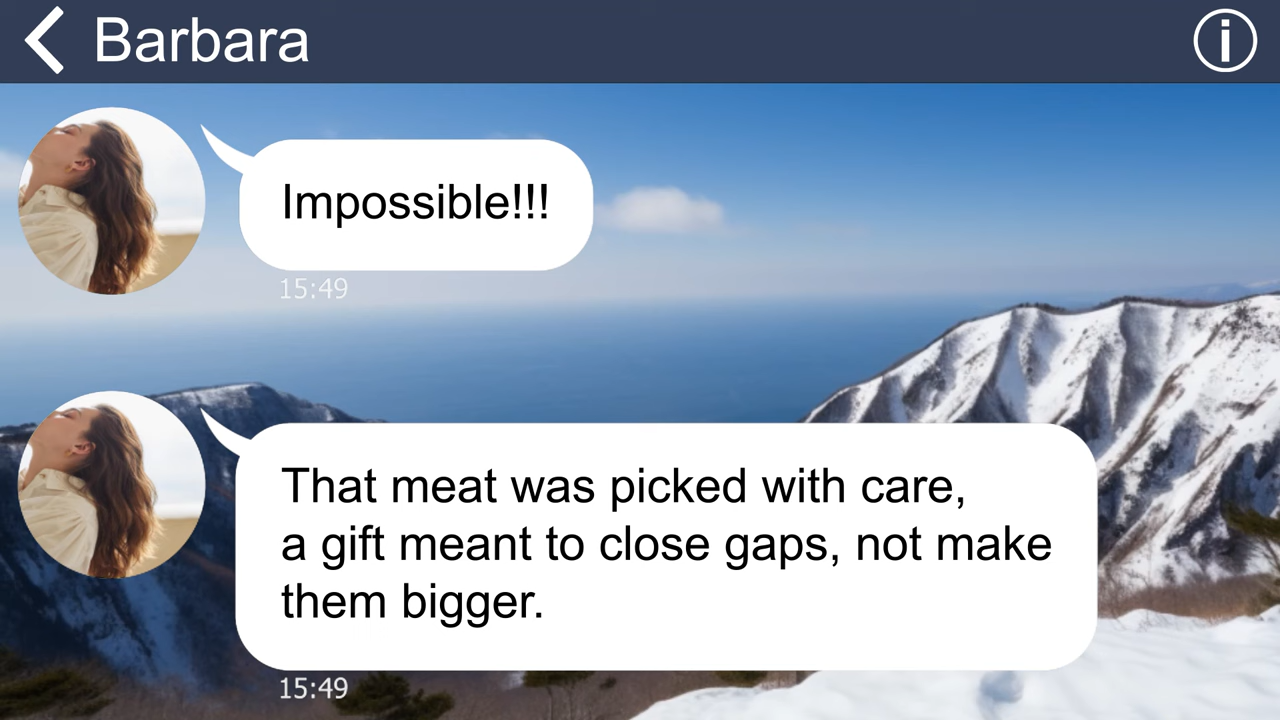 Barbara
Impossible!!!
15:49
That meat was picked with care,
a gift meant to close gaps, not make
them bigger.
15:49